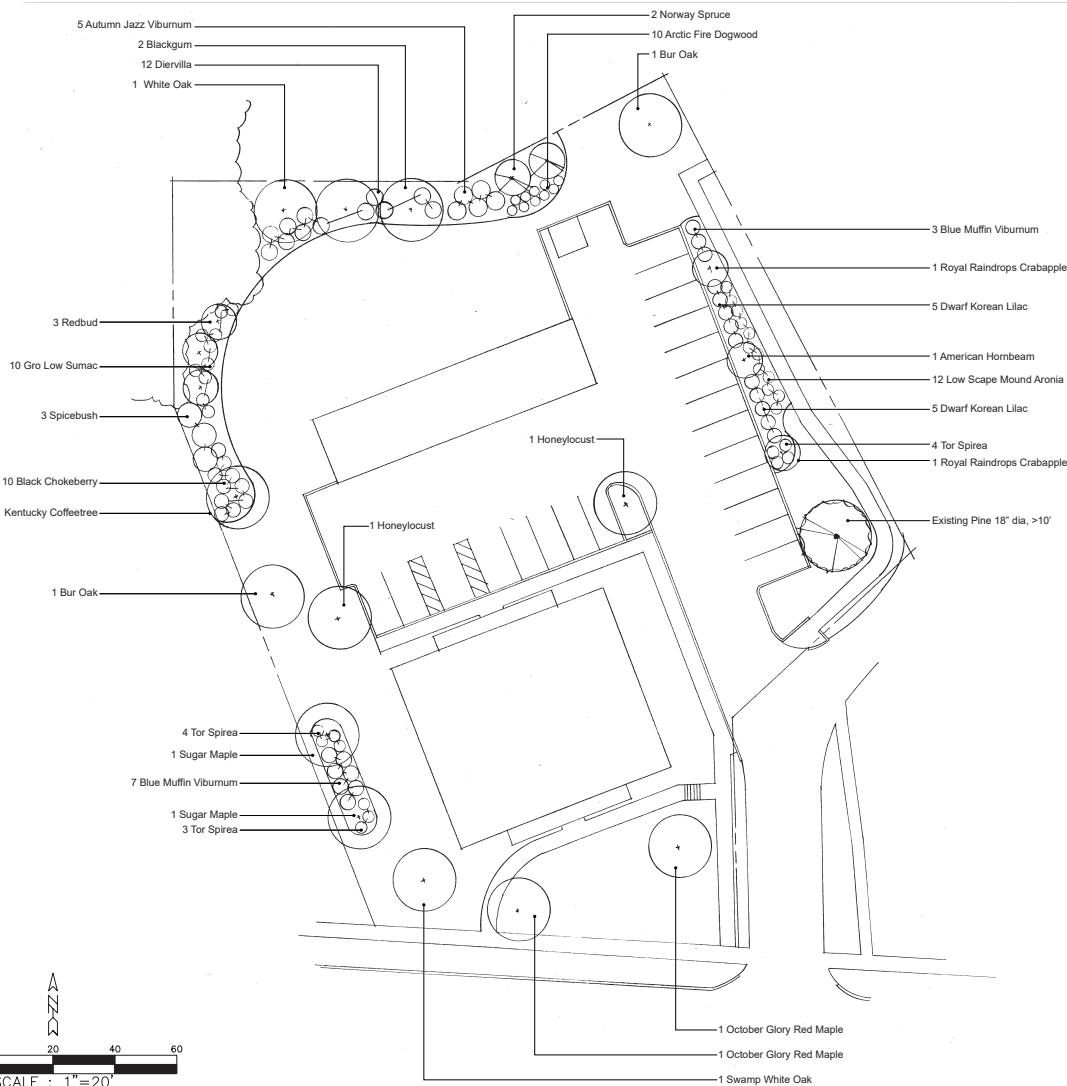 5 Autumn Jazz Viburnum
2 Blackgum
12 Diervilla
1 White Oak
2 Norway Spruce
10 Arctic Fire Dogwood
1 Bur Oak
3 Blue Muffin Viburnum
1 Royal Raindrops Crabapple
5 Dwarf Korean Lilac
1 American Hornbeam
12 Low Scape Mound Aronia
5 Dwarf Korean Lilac
4 Tor Spirea
1 Royal Raindrops Crabapple
Existing Pine 18" dia, >10'
3 Redbud
10 Gro Low Sumac
3 Spicebush
10 Black Chokeberry
Kentucky Coffeetree
1 Bur Oak
1 Honeylocust
1 Honeylocust
4 Tor Spirea
1 Sugar Maple
7 Blue Muffin Viburnum
1 Sugar Maple
3 Tor Spirea
1 October Glory Red Maple
1 October Glory Red Maple
1 Swamp White Oak
N
20 40 60
SCALE : 1"=20'